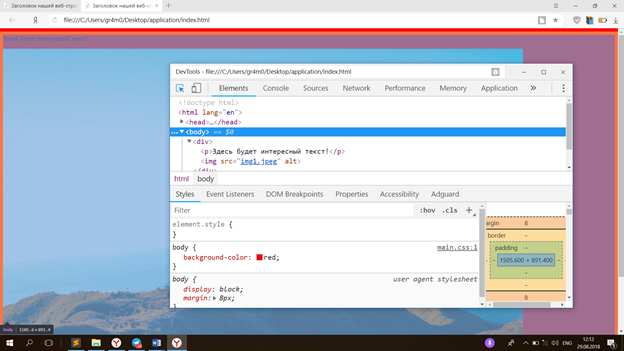 Заголовок нашей веб-стра
Заголовок нашей веб-ст
Я
file:///C:/Users/gr4m0/Desktop/application/index.html
Здесь будет интересный текст!
DevTools - file:///C:/Users/gr4m0/Desktop/application/index.html
Elements Console Sources Network Performance Memory Application »
<!doctype html>
<html lang="en">
<head>…</head>
<body> == $0
<div>
<p>Здесь будет интересный текст!</p>
<img src="img1.jpeg" alt>
</div>
html body
Styles Event Listeners DOM Breakpoints Properties Accessibility Adguard
Filter :hov .cls +
element.style {
}
body { main.css:1
background-color: red;
}
body { user agent stylesheet
display: block;
margin: 8px;
}
margin 8
border –
padding –
– 1505.600 × 891.400 –
–
–
8
body 1505.6×891.4
ENG
12:12
29.08.2018